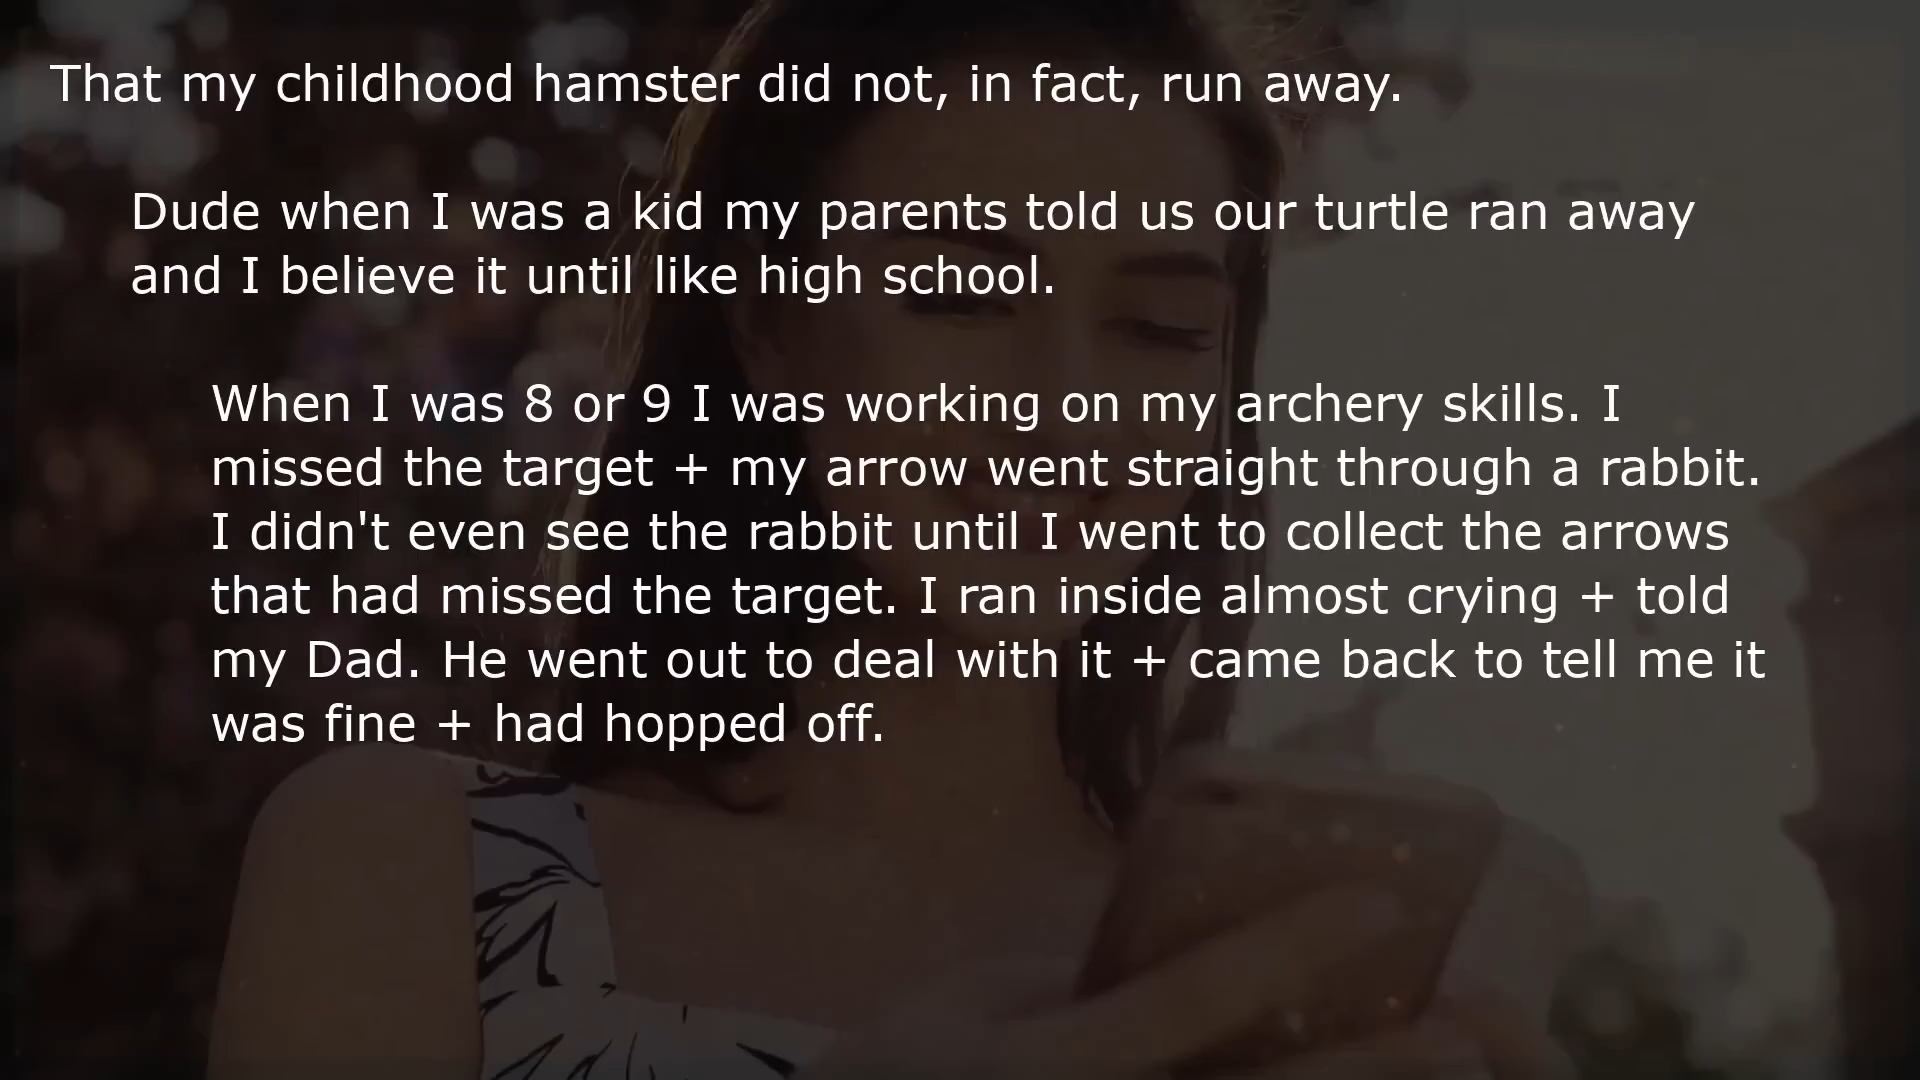 That my childhood hamster did not, in fact, run away.
Dude when I was a kid my parents told us our turtle ran away
and I believe it until like high school.
When I was 8 or 9 I was working on my archery skills. I
missed the target + my arrow went straight through a rabbit.
I didn't even see the rabbit until I went to collect the arrows
that had missed the target. I ran inside almost crying + told
my Dad. He went out to deal with it + came back to tell me it
was fine + had hopped off.